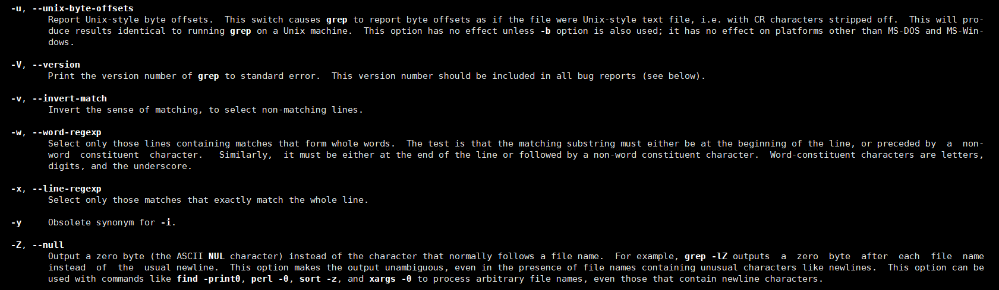 -u, --unix-byte-offsets
Report Unix-style byte offsets.  This switch causes grep to report byte offsets as if the file were Unix-style text file, i.e. with CR characters stripped off.  This will pro-
duce results identical to running grep on a Unix machine.  This option has no effect unless -b option is also used; it has no effect on platforms other than MS-DOS and MS-Win-
dows.
-V, --version
Print the version number of grep to standard error.  This version number should be included in all bug reports (see below).
-v, --invert-match
Invert the sense of matching, to select non-matching lines.
-w, --word-regexp
Select only those lines containing matches that form whole words.  The test is that the matching substring must either be at the beginning of the line, or preceded by  a  non-
word  constituent  character.   Similarly,  it must be either at the end of the line or followed by a non-word constituent character.  Word-constituent characters are letters,
digits, and the underscore.
-x, --line-regexp
Select only those matches that exactly match the whole line.
-y     Obsolete synonym for -i.
-Z, --null
Output a zero byte (the ASCII NUL character) instead of the character that normally follows a file name.  For example, grep -lZ outputs  a  zero  byte  after  each  file  name
instead  of  the  usual newline.  This option makes the output unambiguous, even in the presence of file names containing unusual characters like newlines.  This option can be
used with commands like find -print0, perl -0, sort -z, and xargs -0 to process arbitrary file names, even those that contain newline characters.